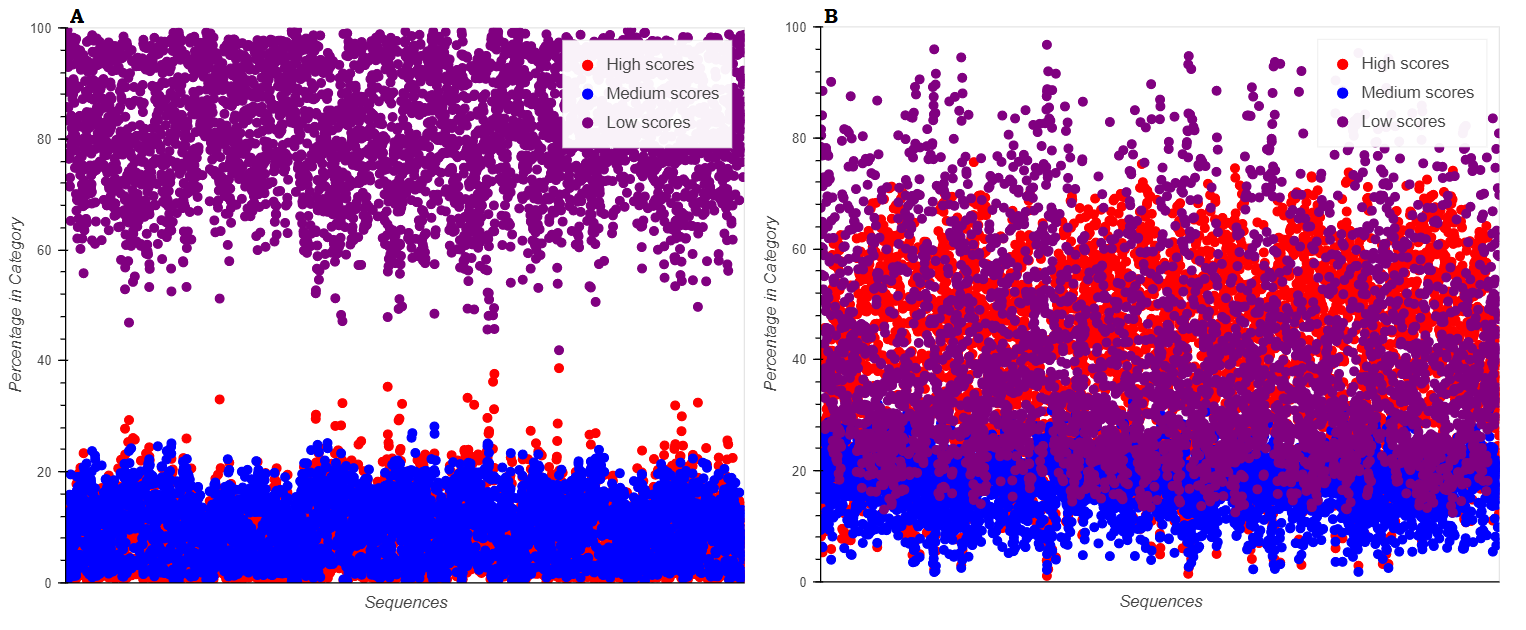 A
100
80
60
40
20
0
Percentage in Category
Sequences
High scores
Medium scores
Low scores
B
100
80
60
40
20
0
Percentage in Category
Sequences
High scores
Medium scores
Low scores